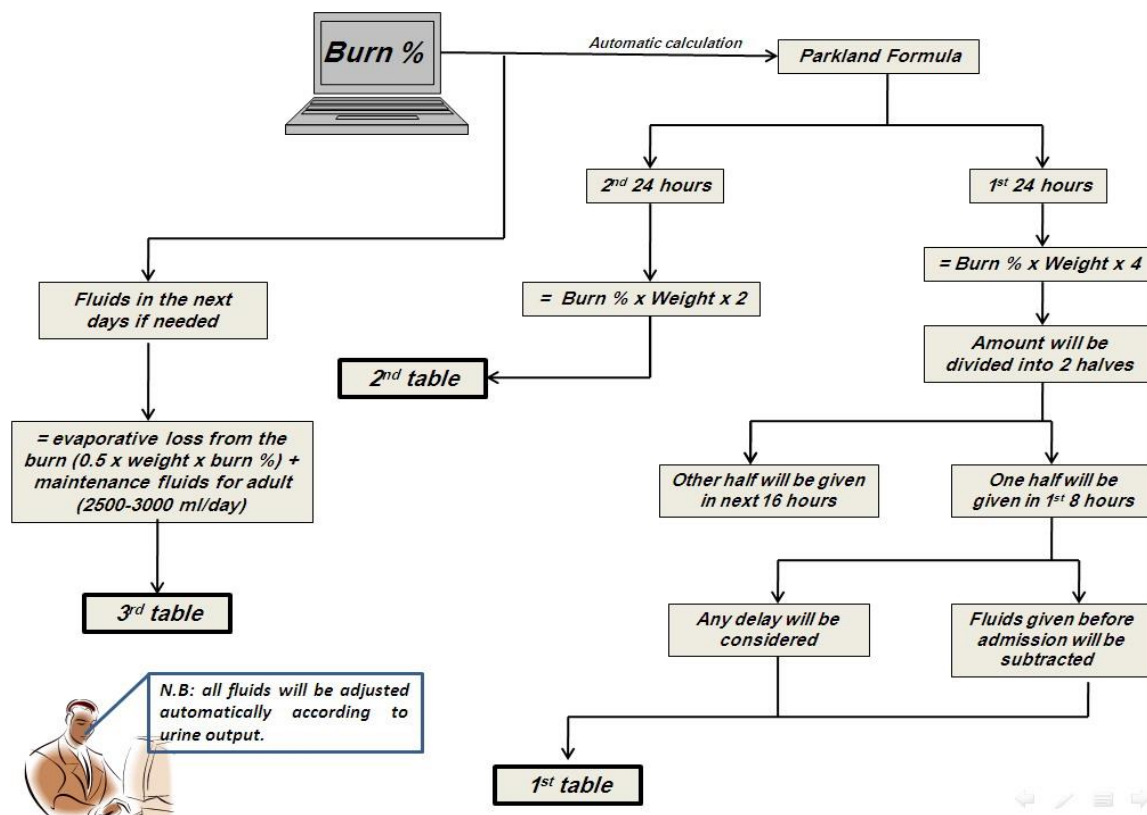 Burn %
Automatic calculation
Parkland Formula
2nd 24 hours
1st 24 hours
= Burn % x Weight x 4
Fluids in the next
days if needed
= Burn % x Weight x 2
Amount will be
divided into 2 halves
2nd table
= evaporative loss from the
burn (0.5 x weight x burn %) +
maintenance fluids for adult
(2500-3000 ml/day)
Other half will be given
in next 16 hours
One half will be
given in 1st 8 hours
3rd table
Any delay will be
considered
Fluids given before
admission will be
subtracted
N.B: all fluids will be adjusted
automatically according to
urine output.
1st table